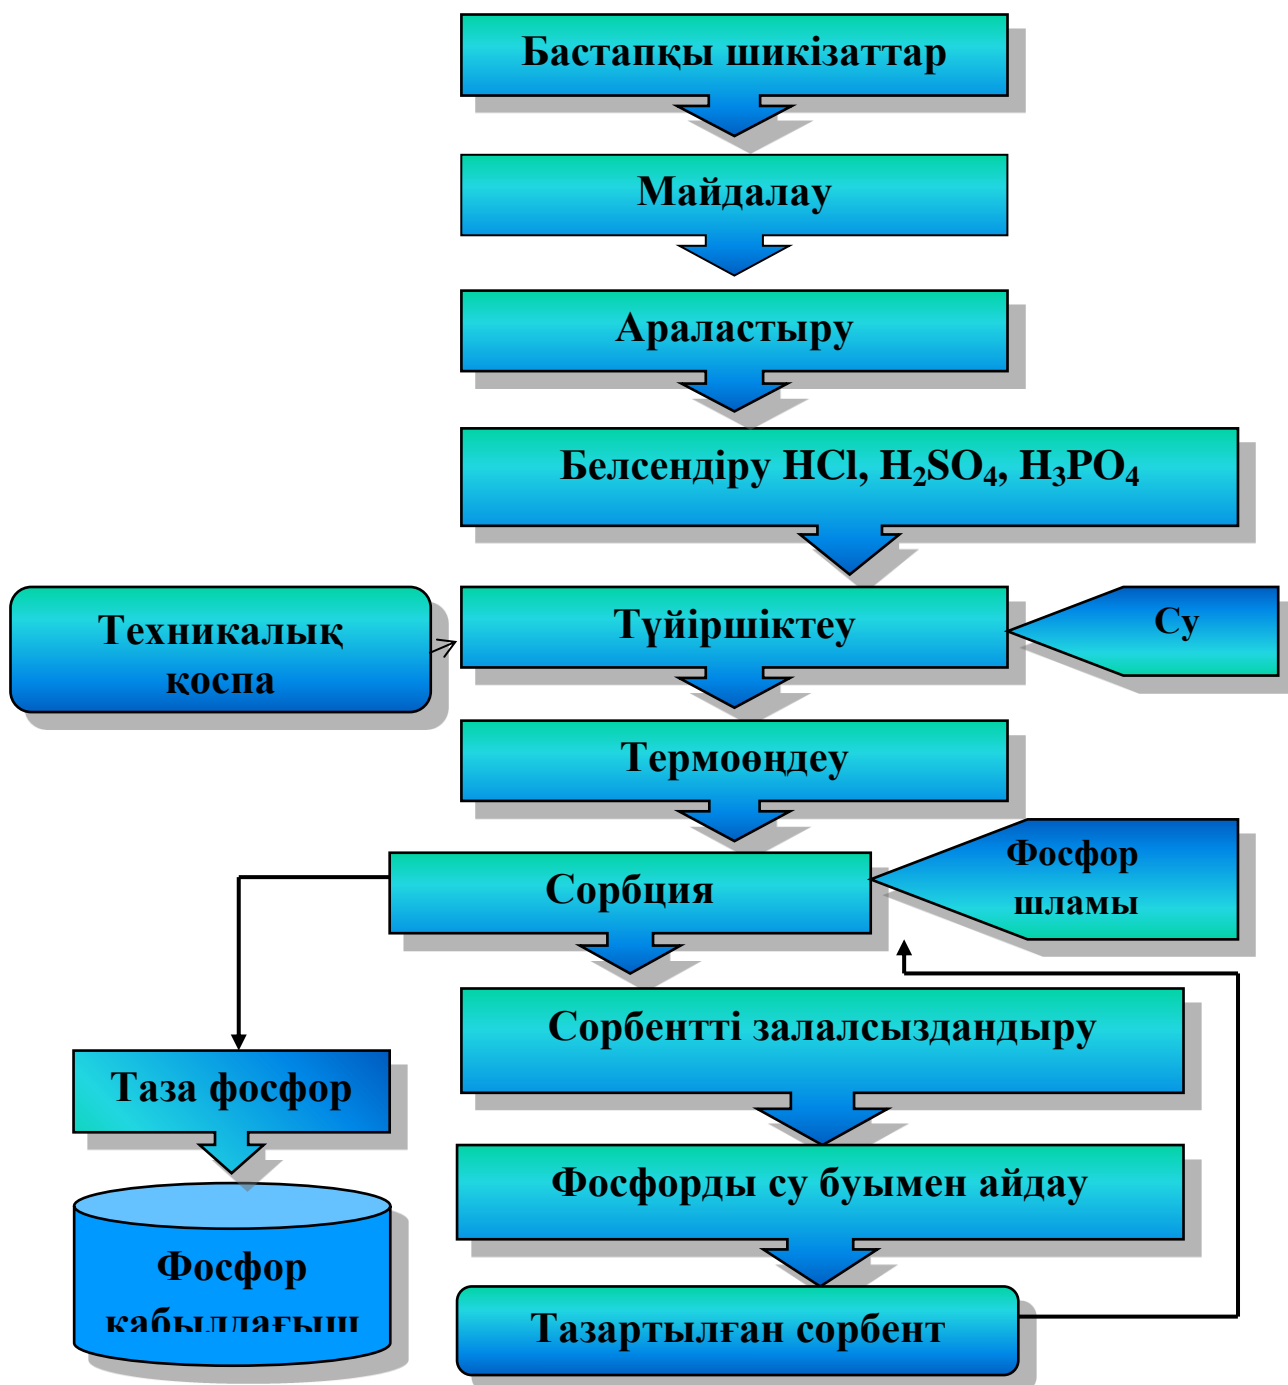 Бастапқы шикізаттар
Майдалау
Араластыру
Белсендіру HCl, H₂SO₄, H₃PO₄
Техникалық
қоспа
Түйіршіктеу
Су
Термоөңдеу
Фосфор
шламы
Сорбция
Сорбентті залалсыздандыру
Таза фосфор
Фосфорды су буымен айдау
Фосфор
қабылдағыш
Тазартылған сорбент